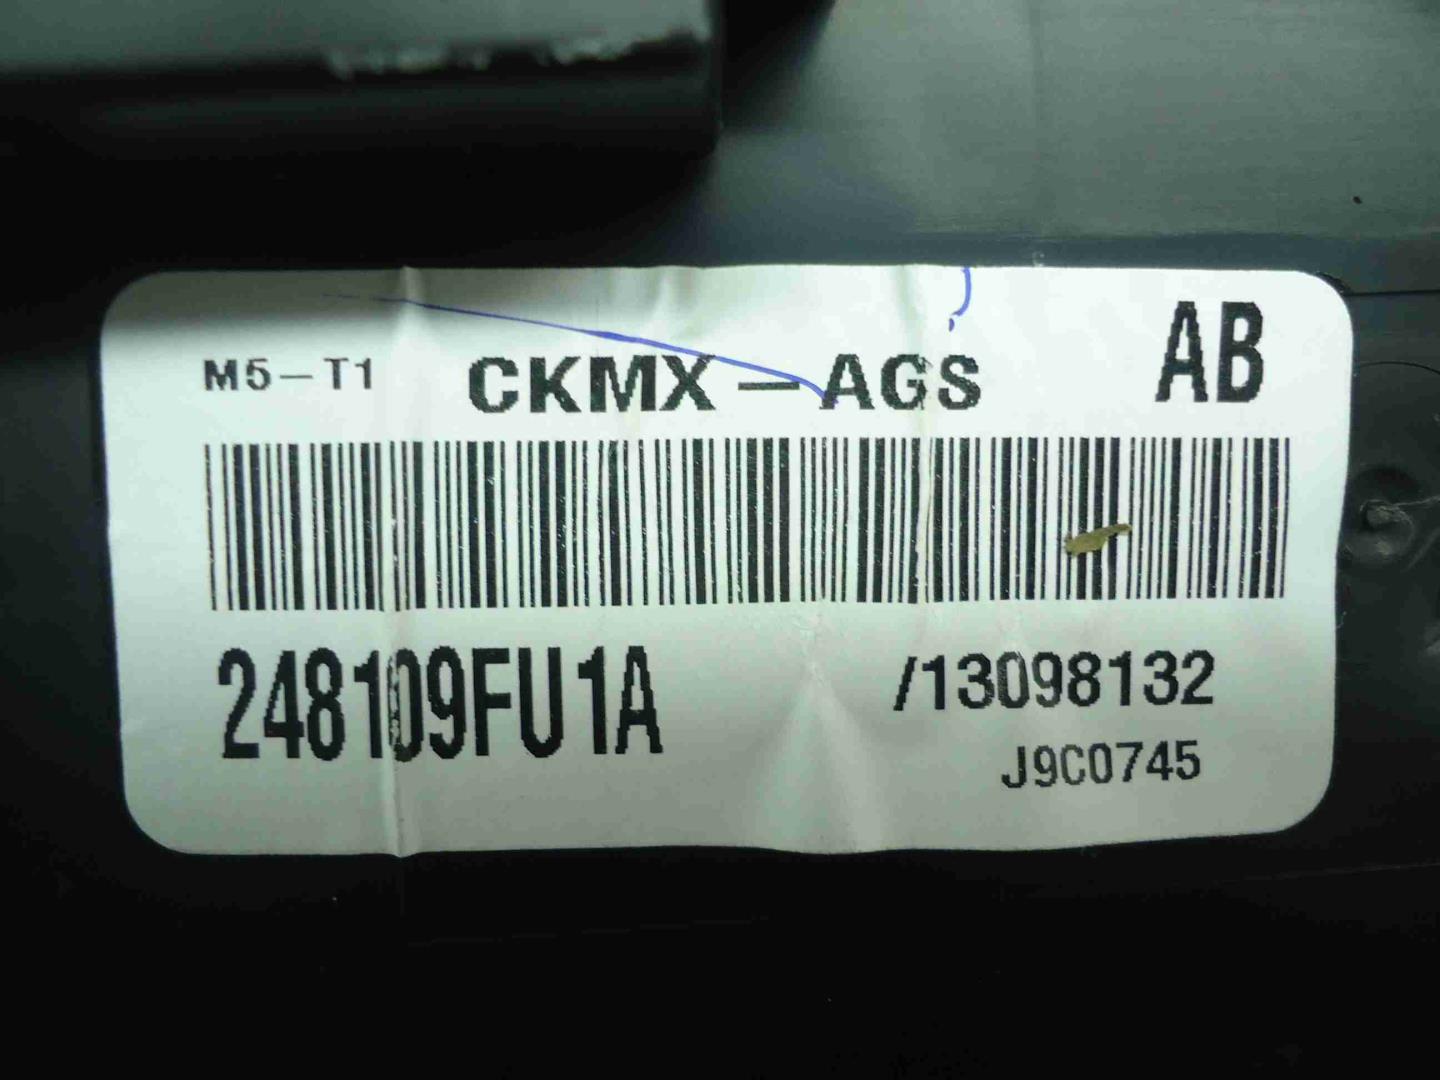 AB
M5-T1 CKMX-AGS
248109FU1A /13098132
J9C0745